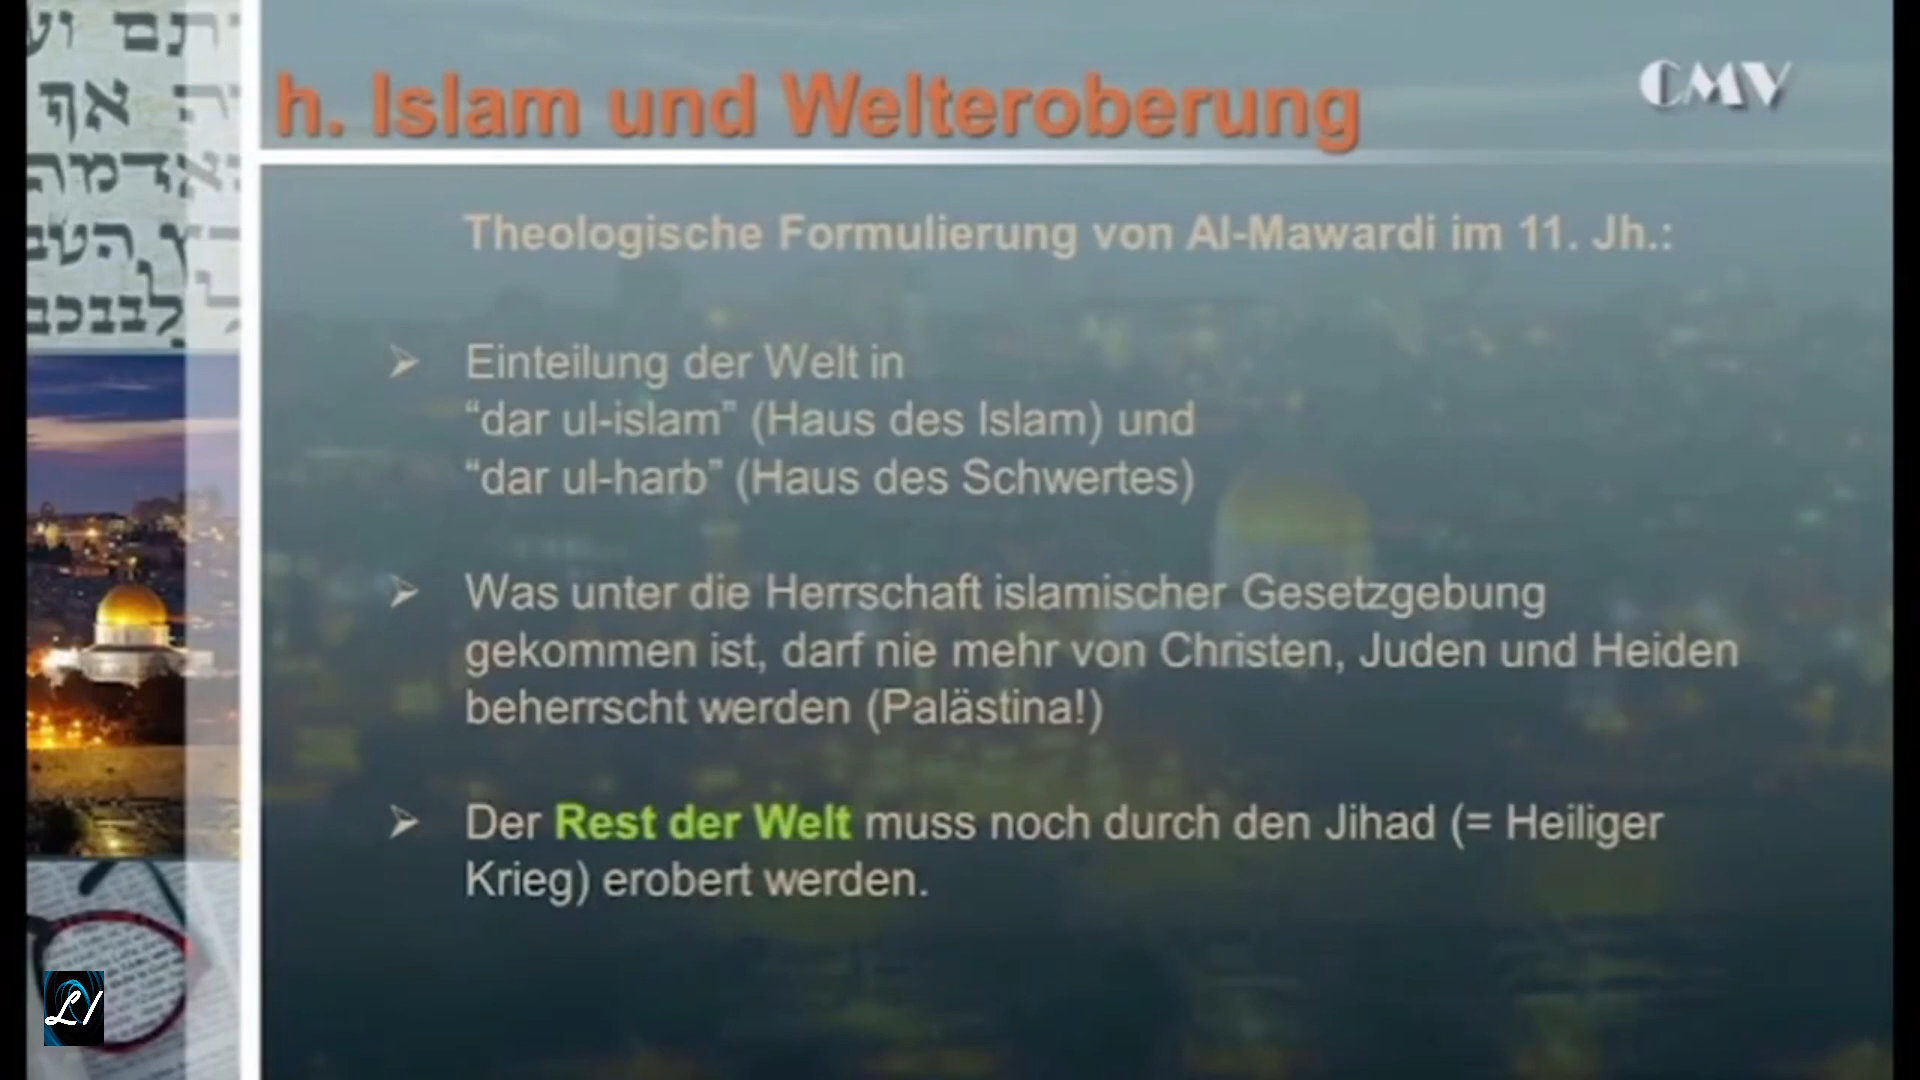 h. Islam und Welteroberung
CMV
Theologische Formulierung von Al-Mawardi im 11. Jh.:
➢ Einteilung der Welt in
“dar ul-islam” (Haus des Islam) und
“dar ul-harb” (Haus des Schwertes)
➢ Was unter die Herrschaft islamischer Gesetzgebung
gekommen ist, darf nie mehr von Christen, Juden und Heiden
beherrscht werden (Palästina!)
➢ Der Rest der Welt muss noch durch den Jihad (= Heiliger
Krieg) erobert werden.
אף
לבבכם